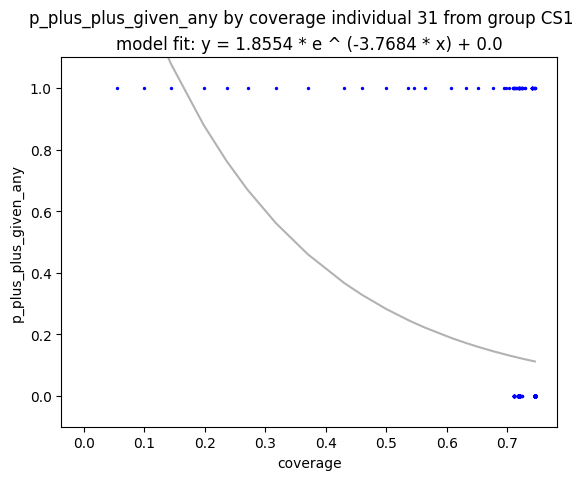 p_plus_plus_given_any by coverage individual 31 from group CS1
model fit: y = 1.8554 * e ^ (-3.7684 * x) + 0.0
1.0
0.8
0.6
0.4
0.2
0.0
p_plus_plus_given_any
0.0 0.1 0.2 0.3 0.4 0.5 0.6 0.7
coverage